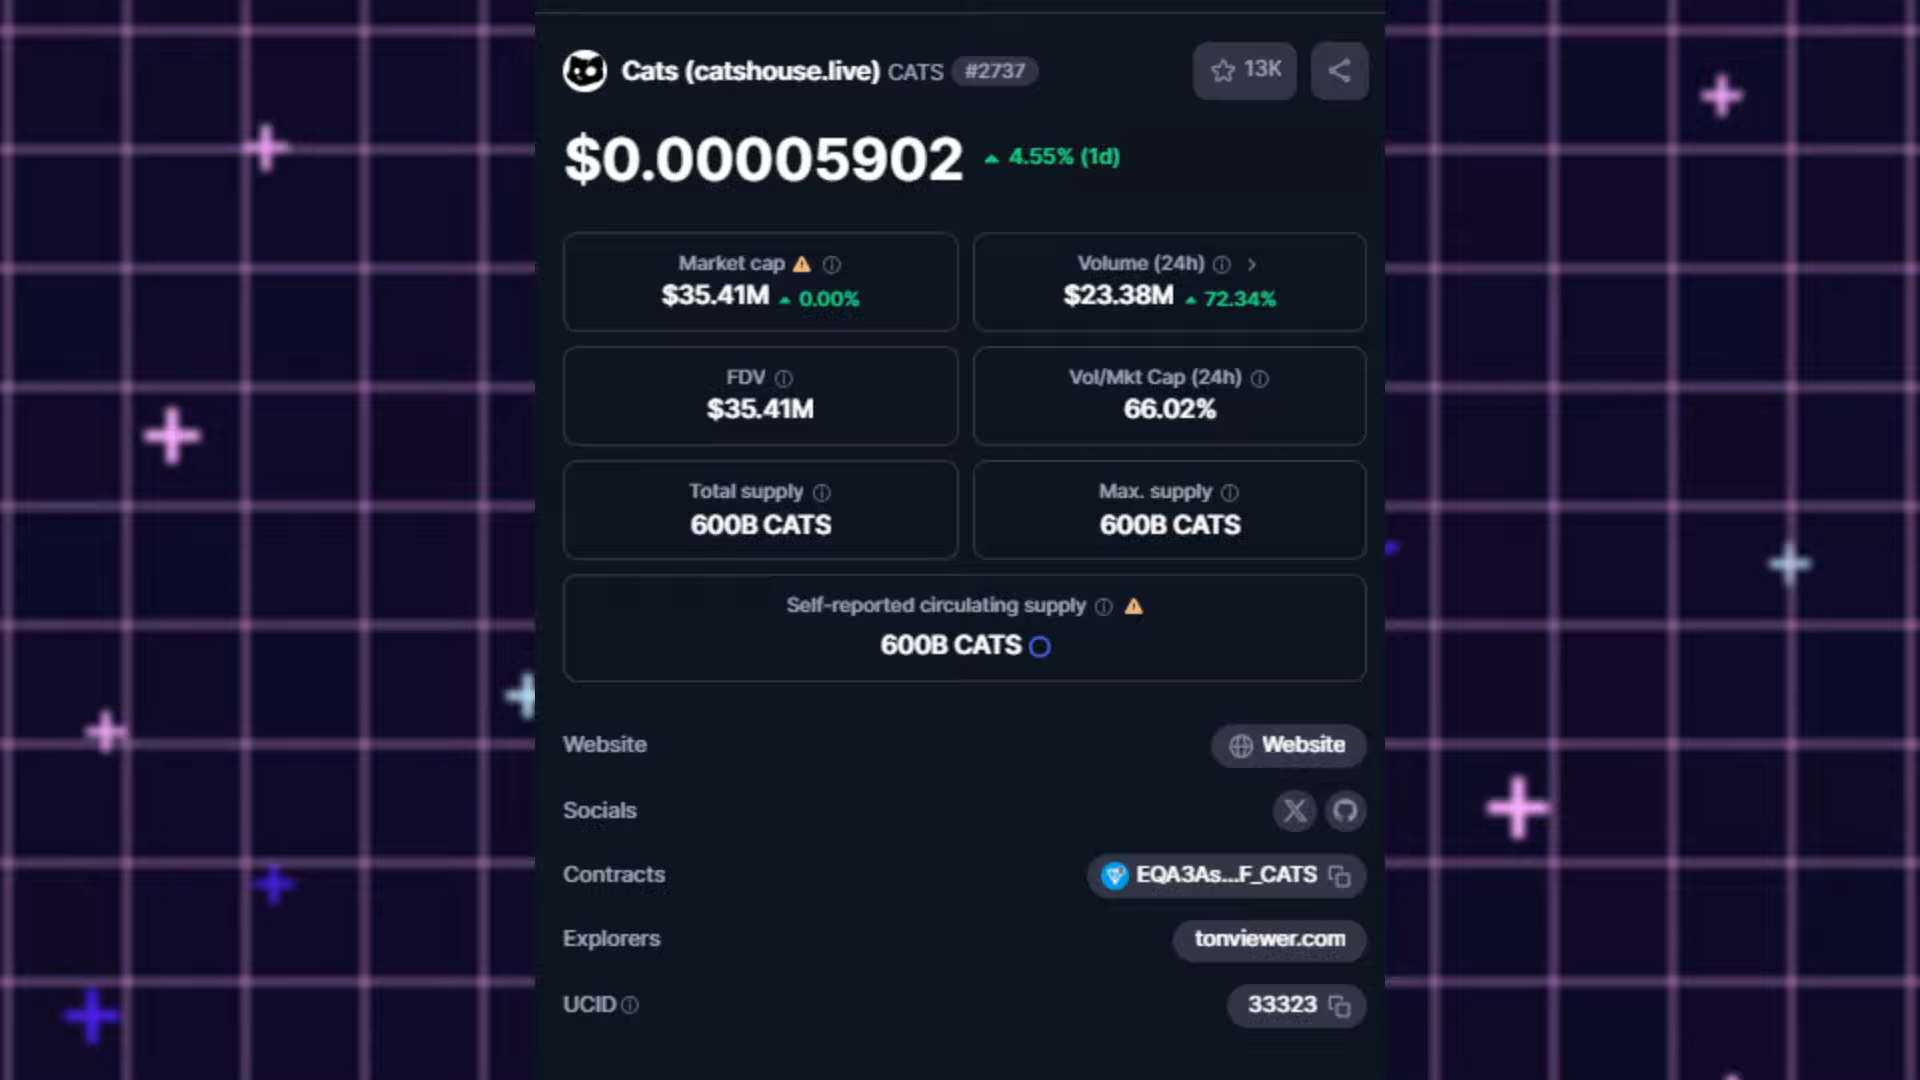 Cats (catshouse.live) CATS #2737
13K
$0.00005902 4.55% (1d)
Market cap
$35.41M 0.00%
Volume (24h)
$23.38M 72.34%
FDV
$35.41M
Vol/Mkt Cap (24h)
66.02%
Total supply
600B CATS
Max. supply
600B CATS
Self-reported circulating supply
600B CATS
Website
Website
Socials
Contracts
EQA3As...F_CATS
Explorers
tonviewer.com
UCID
33323